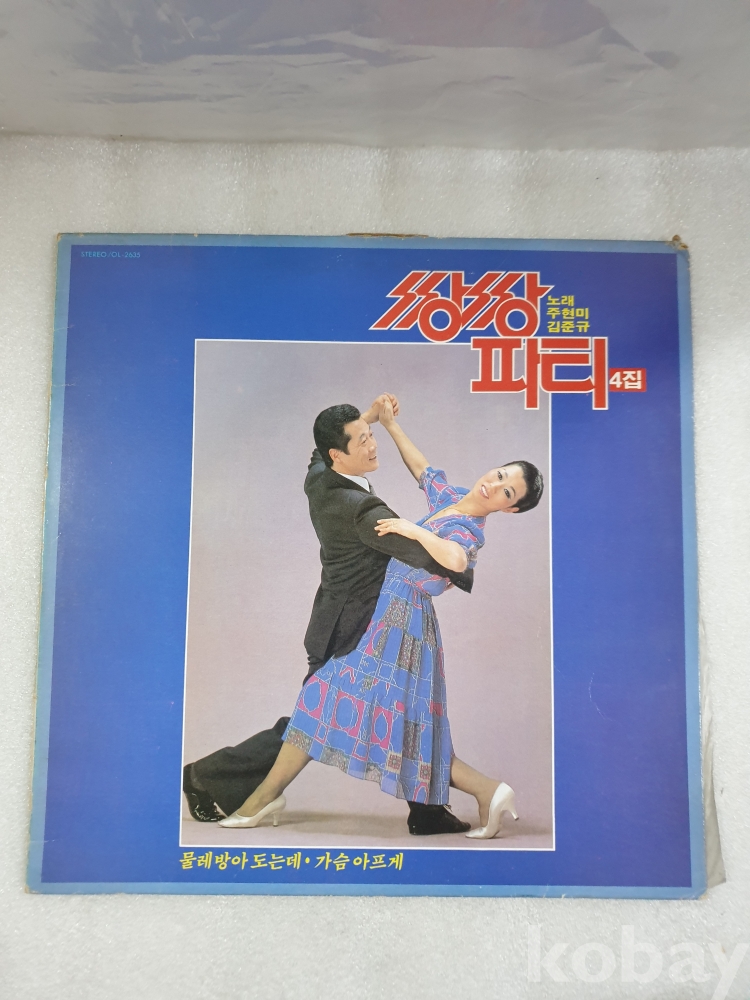 STEREO/OL-2635
쌍쌍
파티
4집
노래
주현미
김준규
물레방아 도는데 • 가슴 아프게
kobay